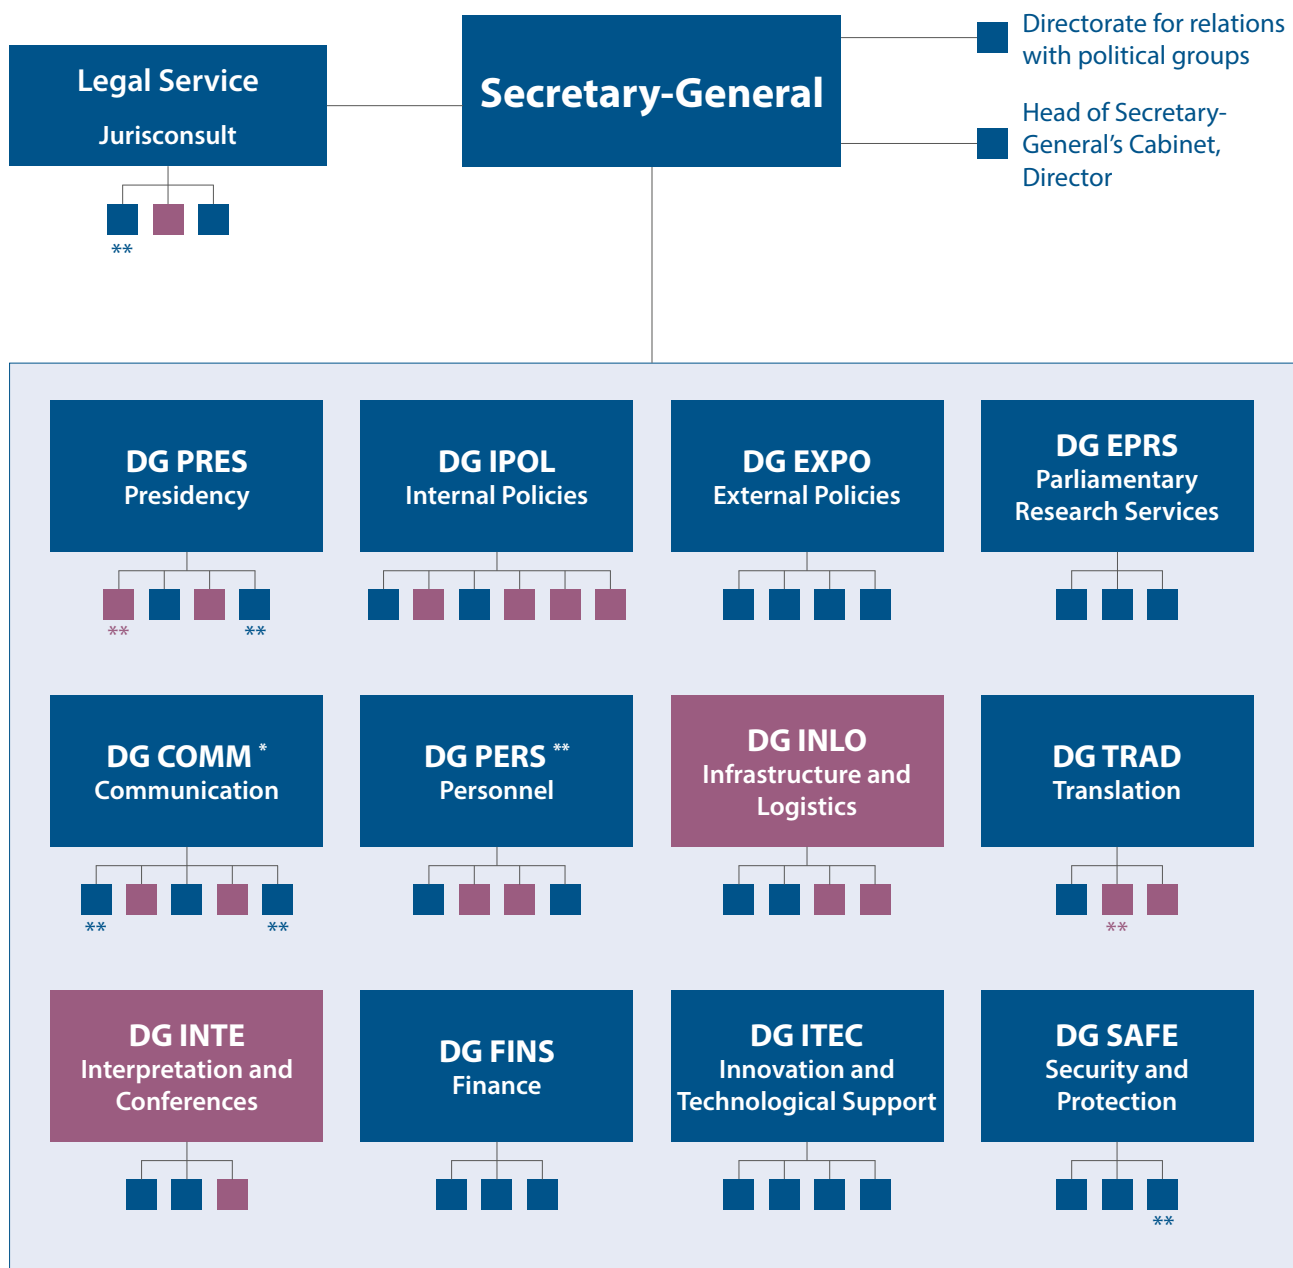 Legal Service
Jurisconsult
**
Secretary-General
Directorate for relations
with political groups
Head of Secretary-
General's Cabinet,
Director
DG PRES
Presidency
** **
DG IPOL
Internal Policies
DG EXPO
External Policies
DG EPRS
Parliamentary
Research Services
DG COMM *
Communication
** **
DG PERS **
Personnel
DG INLO
Infrastructure and
Logistics
DG TRAD
Translation
**
DG INTE
Interpretation and
Conferences
DG FINS
Finance
DG ITEC
Innovation and
Technological Support
DG SAFE
Security and
Protection
**